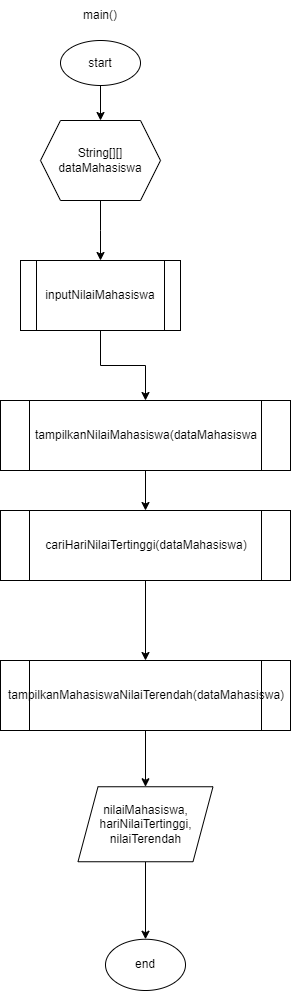 main()
start
String[][]
dataMahasiswa
inputNilaiMahasiswa
tampilkanNilaiMahasiswa(dataMahasiswa
cariHariNilaiTertinggi(dataMahasiswa)
tampilkanMahasiswaNilaiTerendah(dataMahasiswa)
nilaiMahasiswa,
hariNilaiTertinggi,
nilaiTerendah
end